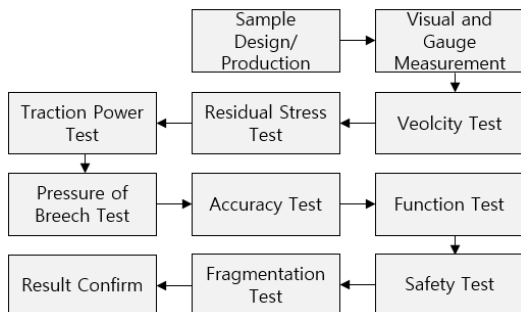 Sample
Design/
Production
Visual and
Gauge
Measurement
Veolcity Test
Residual Stress
Test
Traction Power
Test
Pressure of
Breech Test
Accuracy Test
Function Test
Safety Test
Fragmentation
Test
Result Confirm